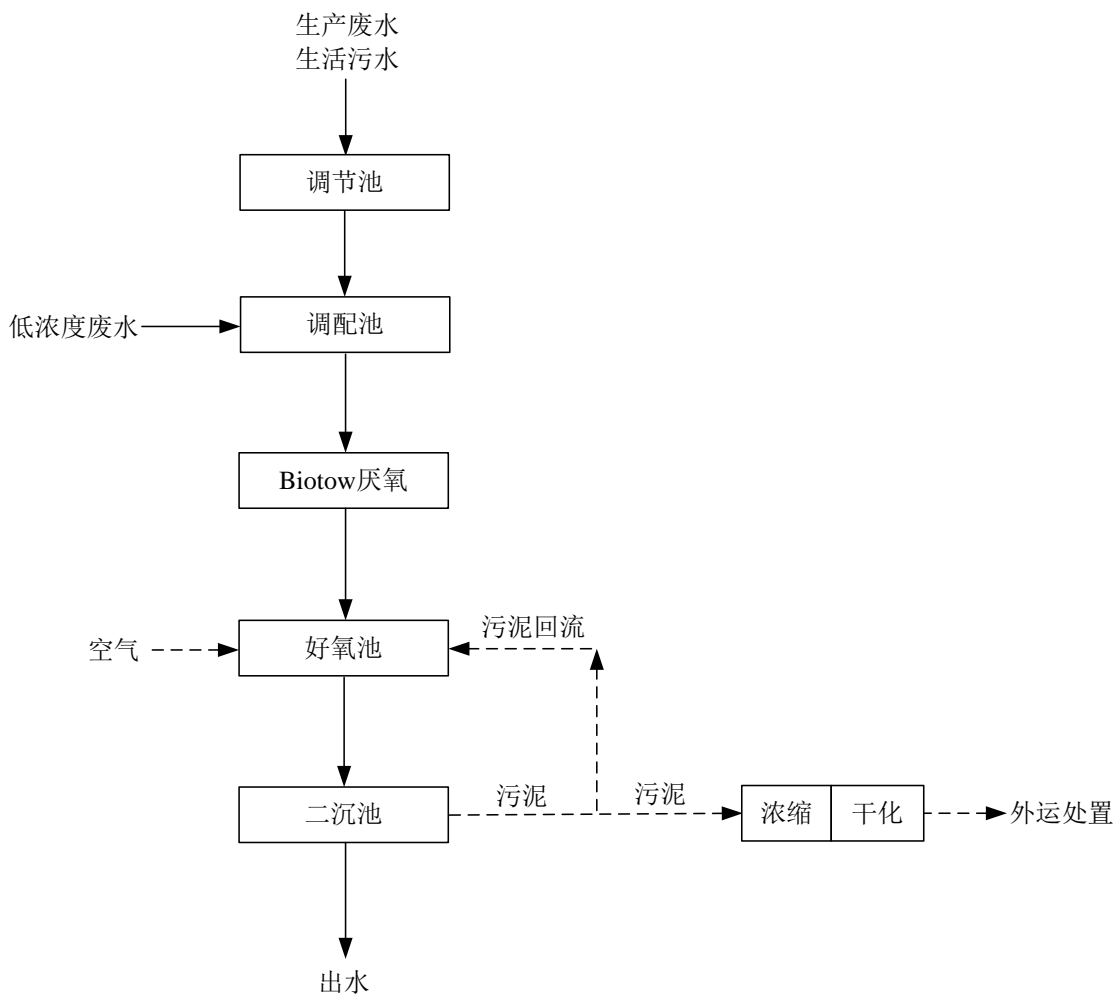 生产废水
生活污水
调节池
低浓度废水
调配池
Biotow厌氧
空气
好氧池
污泥回流
二沉池
污泥
污泥
浓缩
干化
外运处置
出水